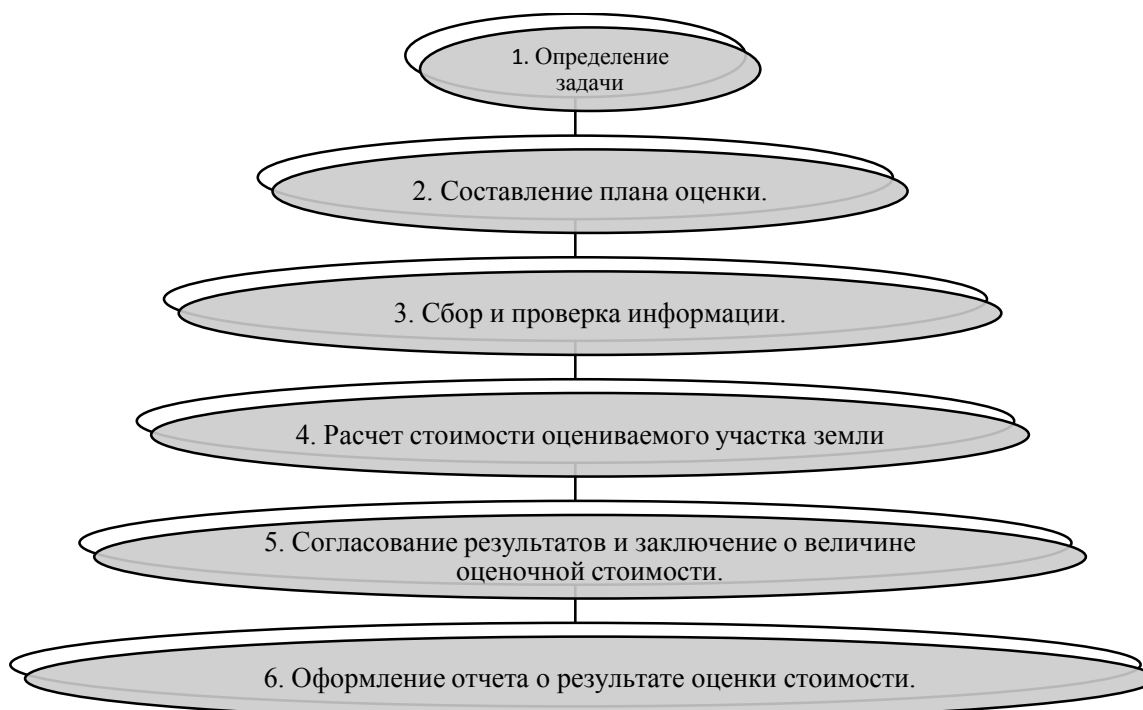 1. Определение
задачи
2. Составление плана оценки.
3. Сбор и проверка информации.
4. Расчет стоимости оцениваемого участка земли
5. Согласование результатов и заключение о величине
оценочной стоимости.
6. Оформление отчета о результате оценки стоимости.